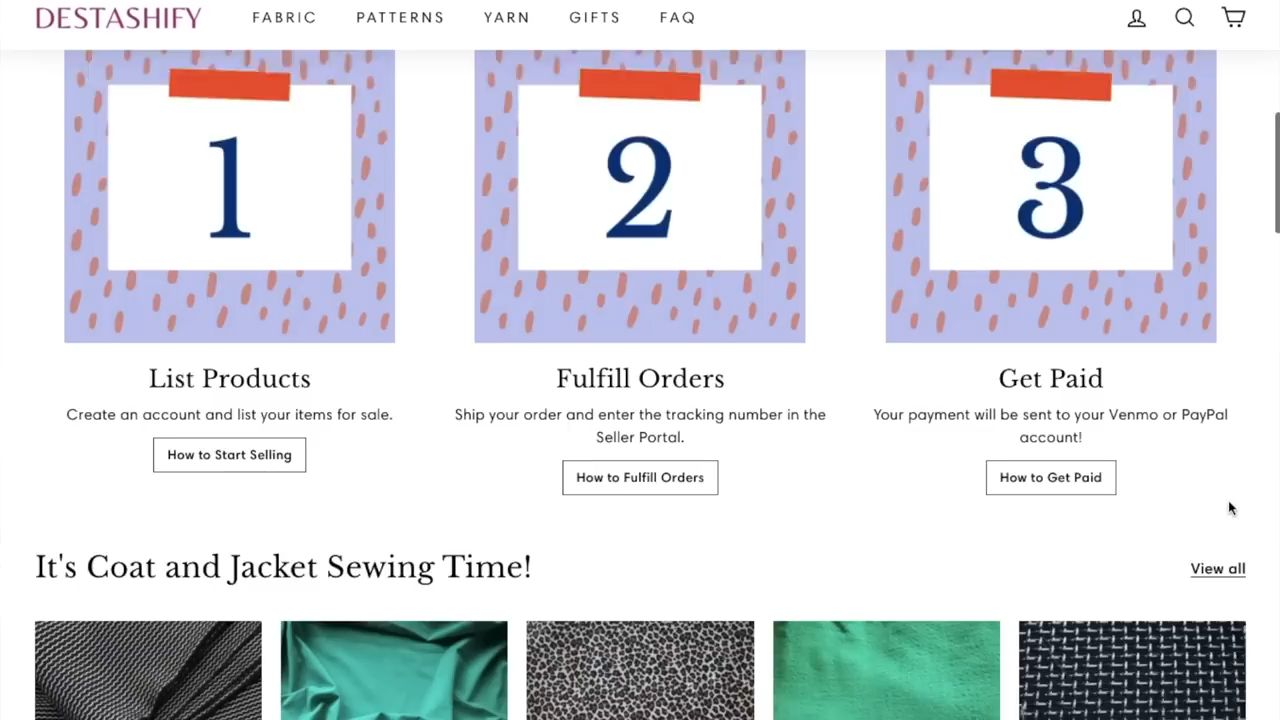 DESTASHIFY FABRIC PATTERNS YARN GIFTS FAQ
1 2 3
List Products
Create an account and list your items for sale.
How to Start Selling
Fulfill Orders
Ship your order and enter the tracking number in the
Seller Portal.
How to Fulfill Orders
Get Paid
Your payment will be sent to your Venmo or PayPal
account!
How to Get Paid
It's Coat and Jacket Sewing Time!
View all